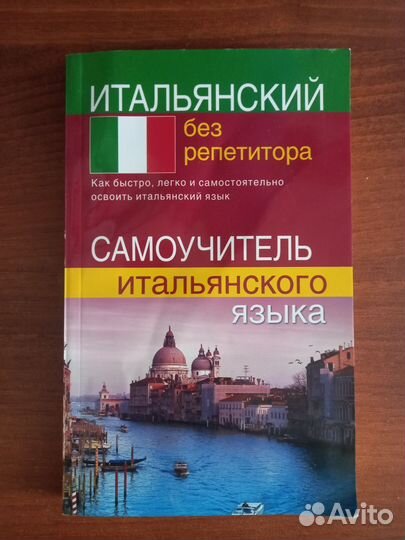 ИТАЛЬЯНСКИЙ
без
репетитора
Как быстро, легко и самостоятельно
освоить итальянский язык
САМОУЧИТЕЛЬ
итальянского
языка
Avito